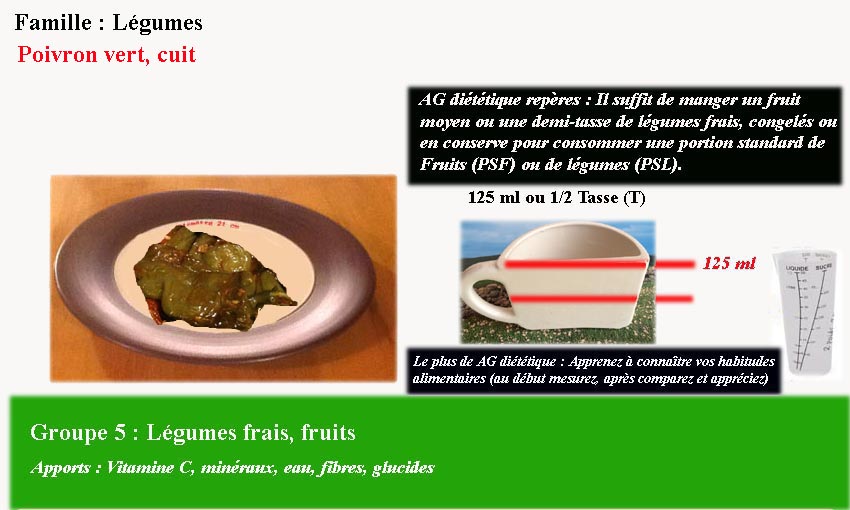 Famille : Légumes
Poivron vert, cuit
AG diététique repères : Il suffit de manger un fruit
moyen ou une demi-tasse de légumes frais, congelés ou
en conserve pour consommer une portion standard de
Fruits (PSF) ou de légumes (PSL).
125 ml ou 1/2 Tasse (T)
21 cm
125 ml
LIQUIDE SUCRE
Le plus de AG diététique : Apprenez à connaître vos habitudes
alimentaires (au début mesurez, après comparez et appréciez)
Groupe 5 : Légumes frais, fruits
Apports : Vitamine C, minéraux, eau, fibres, glucides